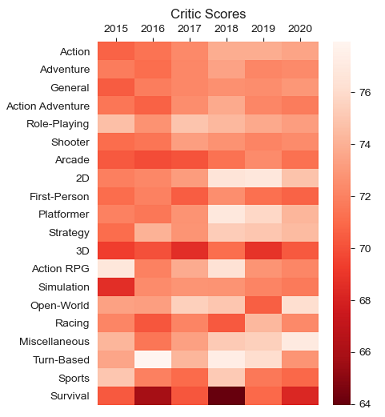 Critic Scores
2015 2016 2017 2018 2019 2020
Action
Adventure
General
Action Adventure
Role-Playing
Shooter
Arcade
2D
First-Person
Platformer
Strategy
3D
Action RPG
Simulation
Open-World
Racing
Miscellaneous
Turn-Based
Sports
Survival
76
74
72
70
68
66
64